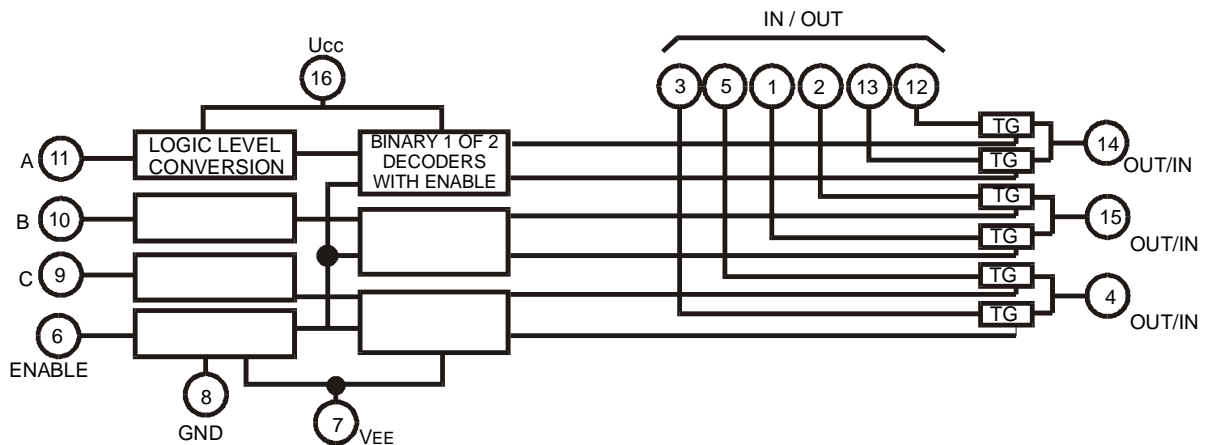 IN / OUT
Ucc
16
3 5 1 2 13 12
TG
A 11
LOGIC LEVEL
CONVERSION
BINARY 1 OF 2
DECODERS
WITH ENABLE
14
OUT/IN
TG
B 10
TG
15
OUT/IN
TG
C 9
TG
4
OUT/IN
TG
6
ENABLE
8
GND
7
VEE